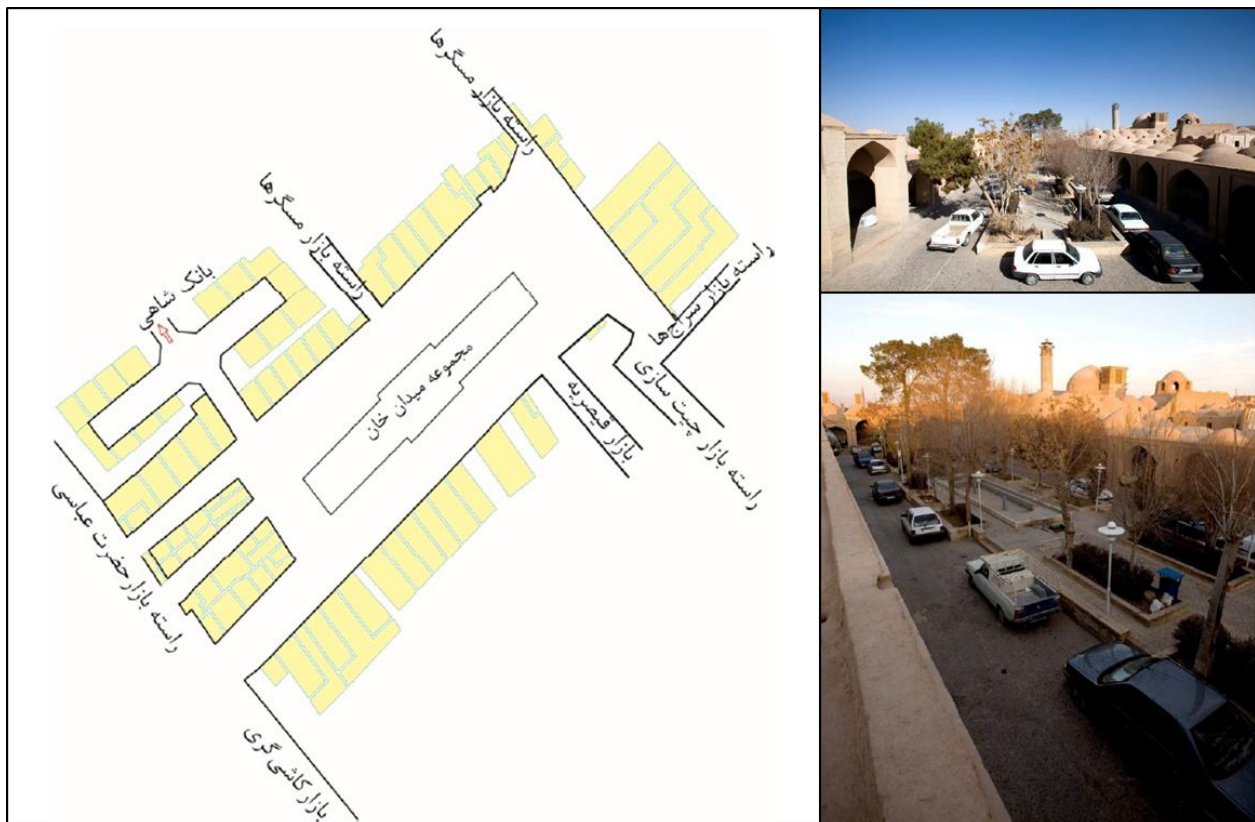 راسته بازار مسگرها
راسته بازار مسگرها
بانک شاهی
راسته بازار سراج‌ها
مجموعه میدان خان
راسته بازار چیت سازی
بازار قیصریه
راسته بازار حضرت عباسی
بازار کاشی گری